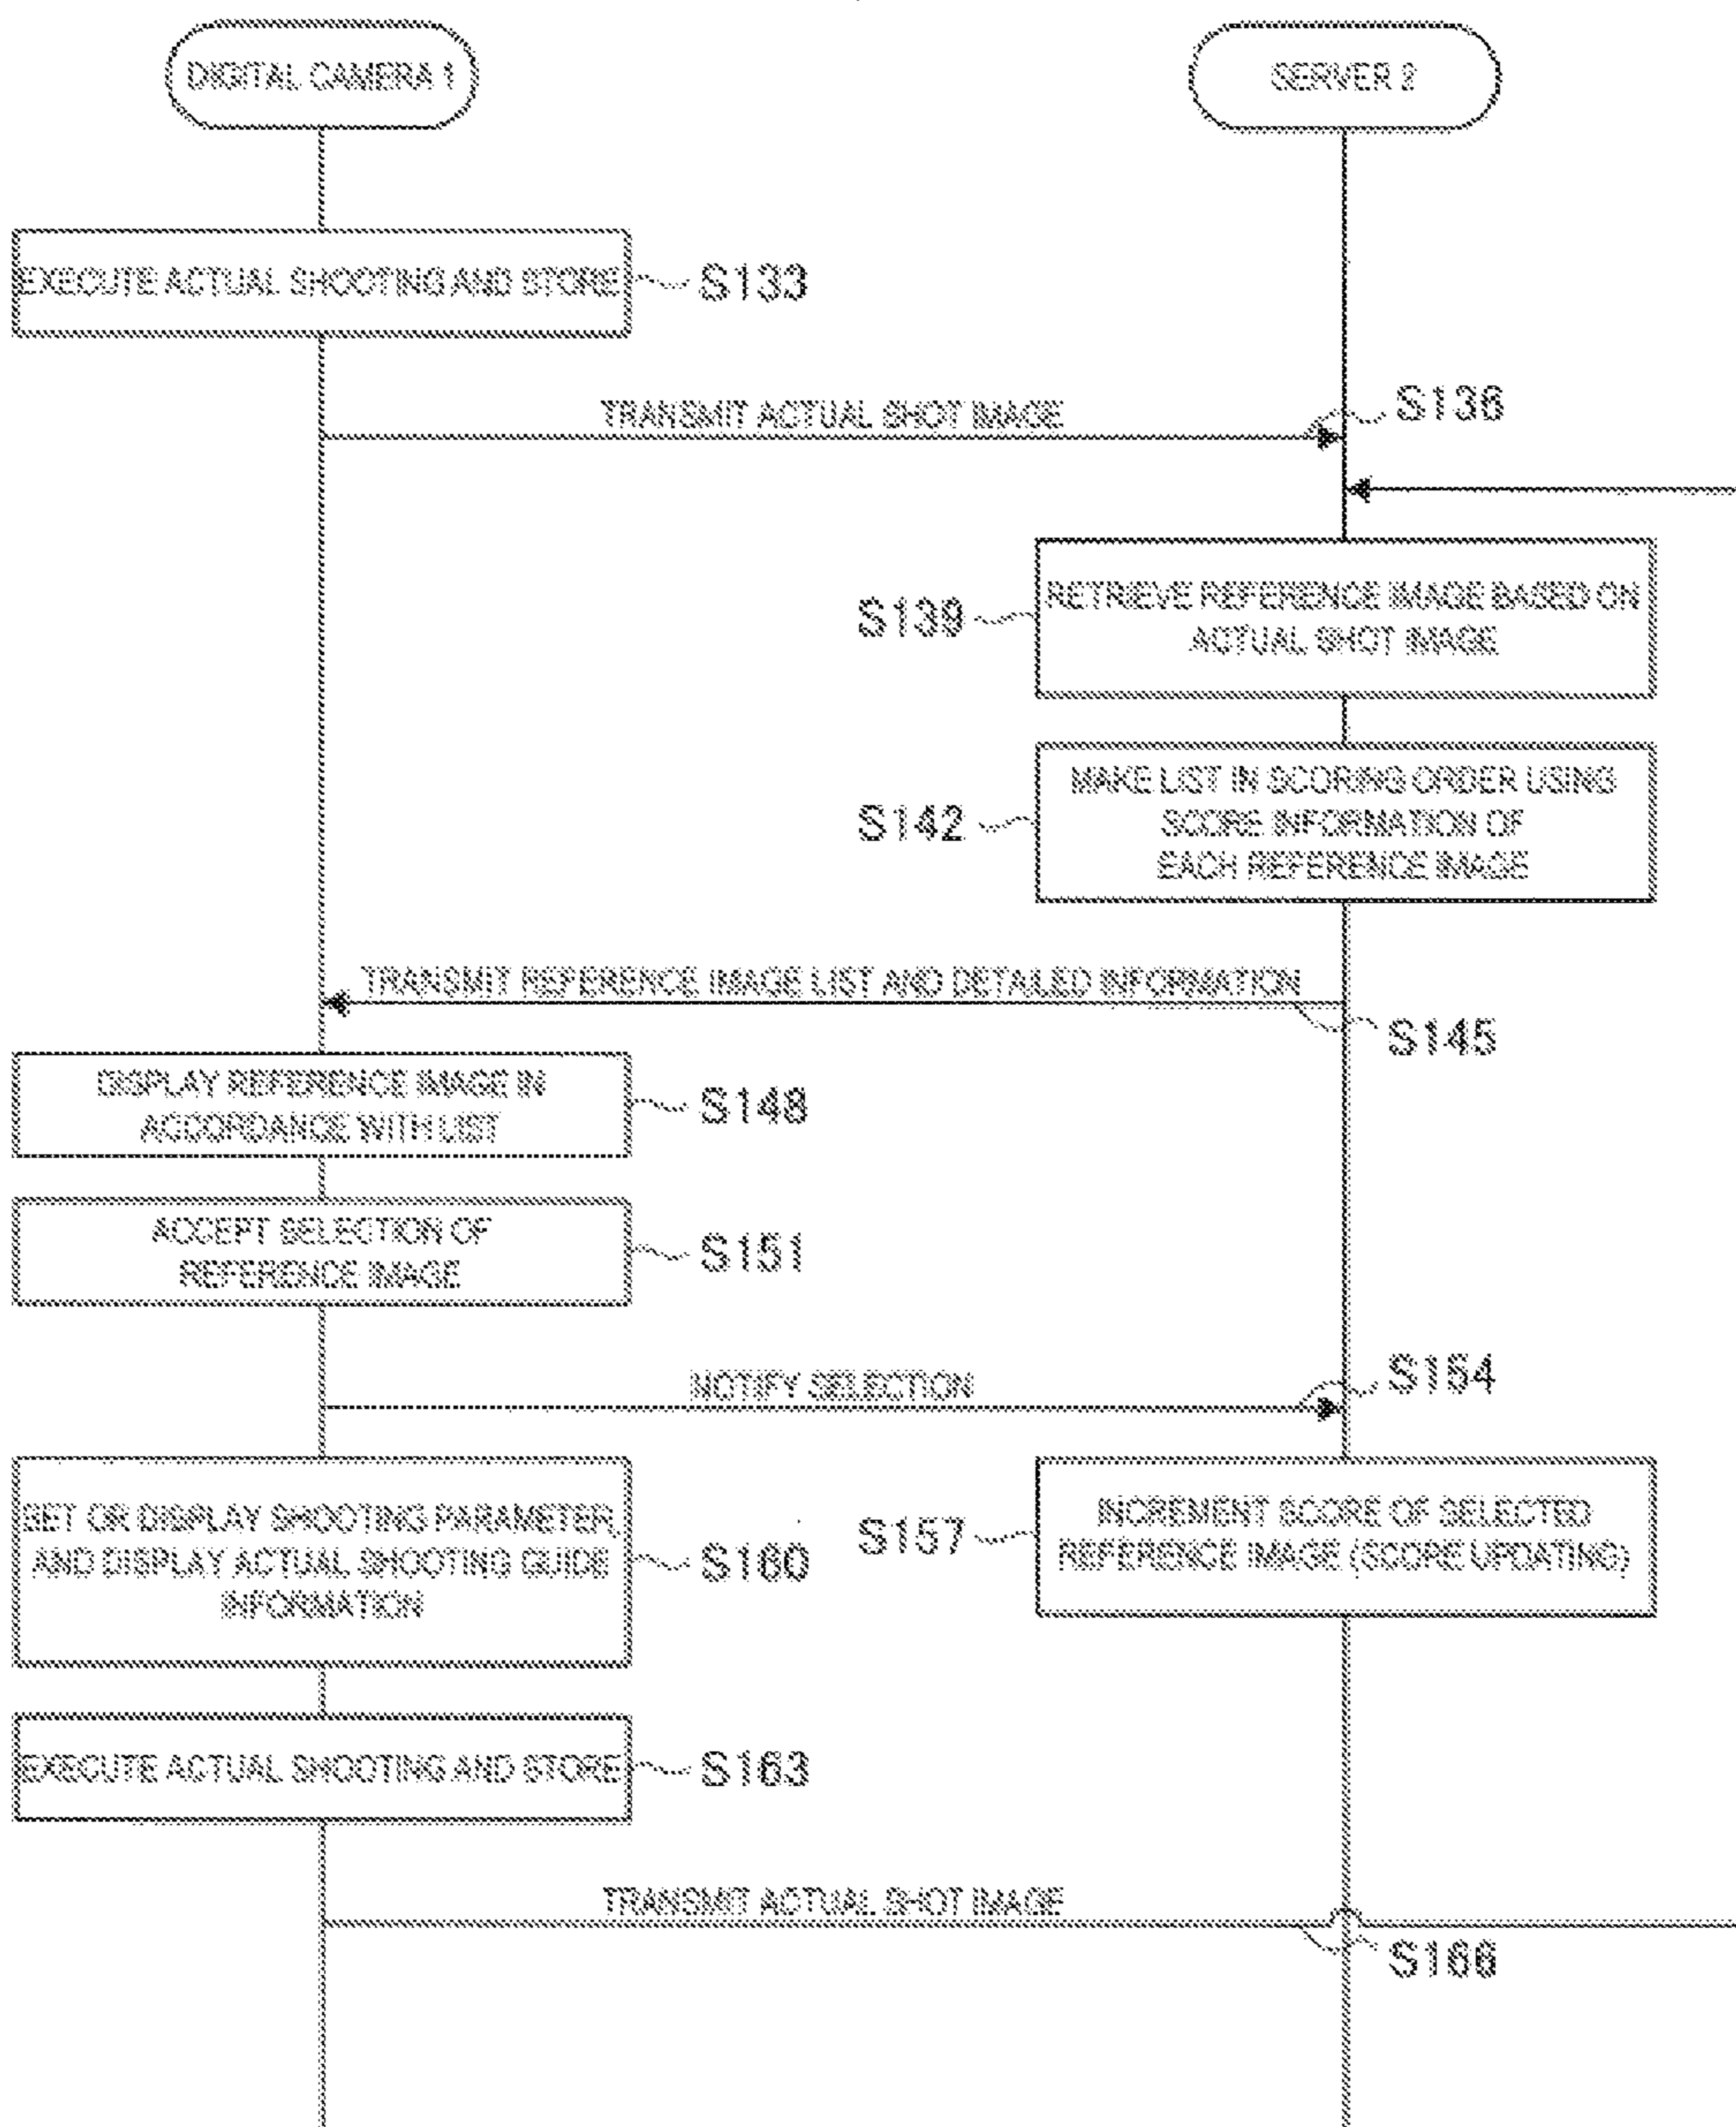 DIGITAL CAMERA 1
SERVER 2
EXECUTE ACTUAL SHOOTING AND STORE
S133
TRANSMIT ACTUAL SHOT IMAGE
S136
S139
RETRIEVE REFERENCE IMAGE BASED ON
ACTUAL SHOT IMAGE
S142
MAKE LIST IN SCORING ORDER USING
SCORE INFORMATION OF
EACH REFERENCE IMAGE
TRANSMIT REFERENCE IMAGE LIST AND DETAILED INFORMATION
S145
DISPLAY REFERENCE IMAGE IN
ACCORDANCE WITH LIST
S148
ACCEPT SELECTION OF
REFERENCE IMAGE
S151
NOTIFY SELECTION
S154
SET OR DISPLAY SHOOTING PARAMETER,
AND DISPLAY ACTUAL SHOOTING GUIDE
INFORMATION
S160
S157
INCREMENT SCORE OF SELECTED
REFERENCE IMAGE (SCORE UPDATING)
EXECUTE ACTUAL SHOOTING AND STORE
S163
TRANSMIT ACTUAL SHOT IMAGE
S166